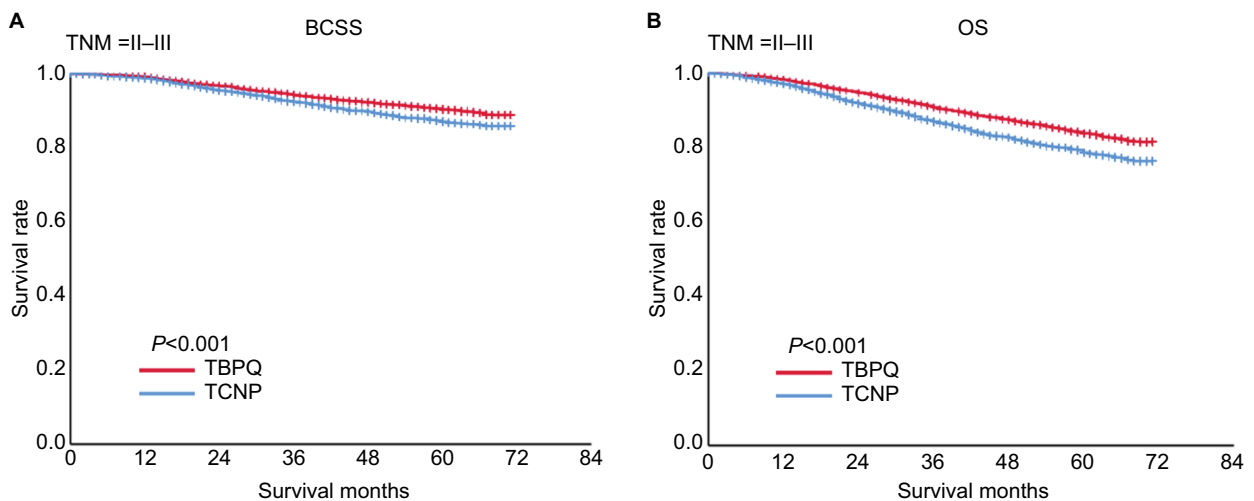 A
BCSS
TNM =II–III
1.0
0.8
0.6
0.4
0.2
0.0
Survival rate
P<0.001
TBPQ
TCNP
0 12 24 36 48 60 72 84
Survival months
B
OS
TNM =II–III
1.0
0.8
0.6
0.4
0.2
0.0
Survival rate
P<0.001
TBPQ
TCNP
0 12 24 36 48 60 72 84
Survival months